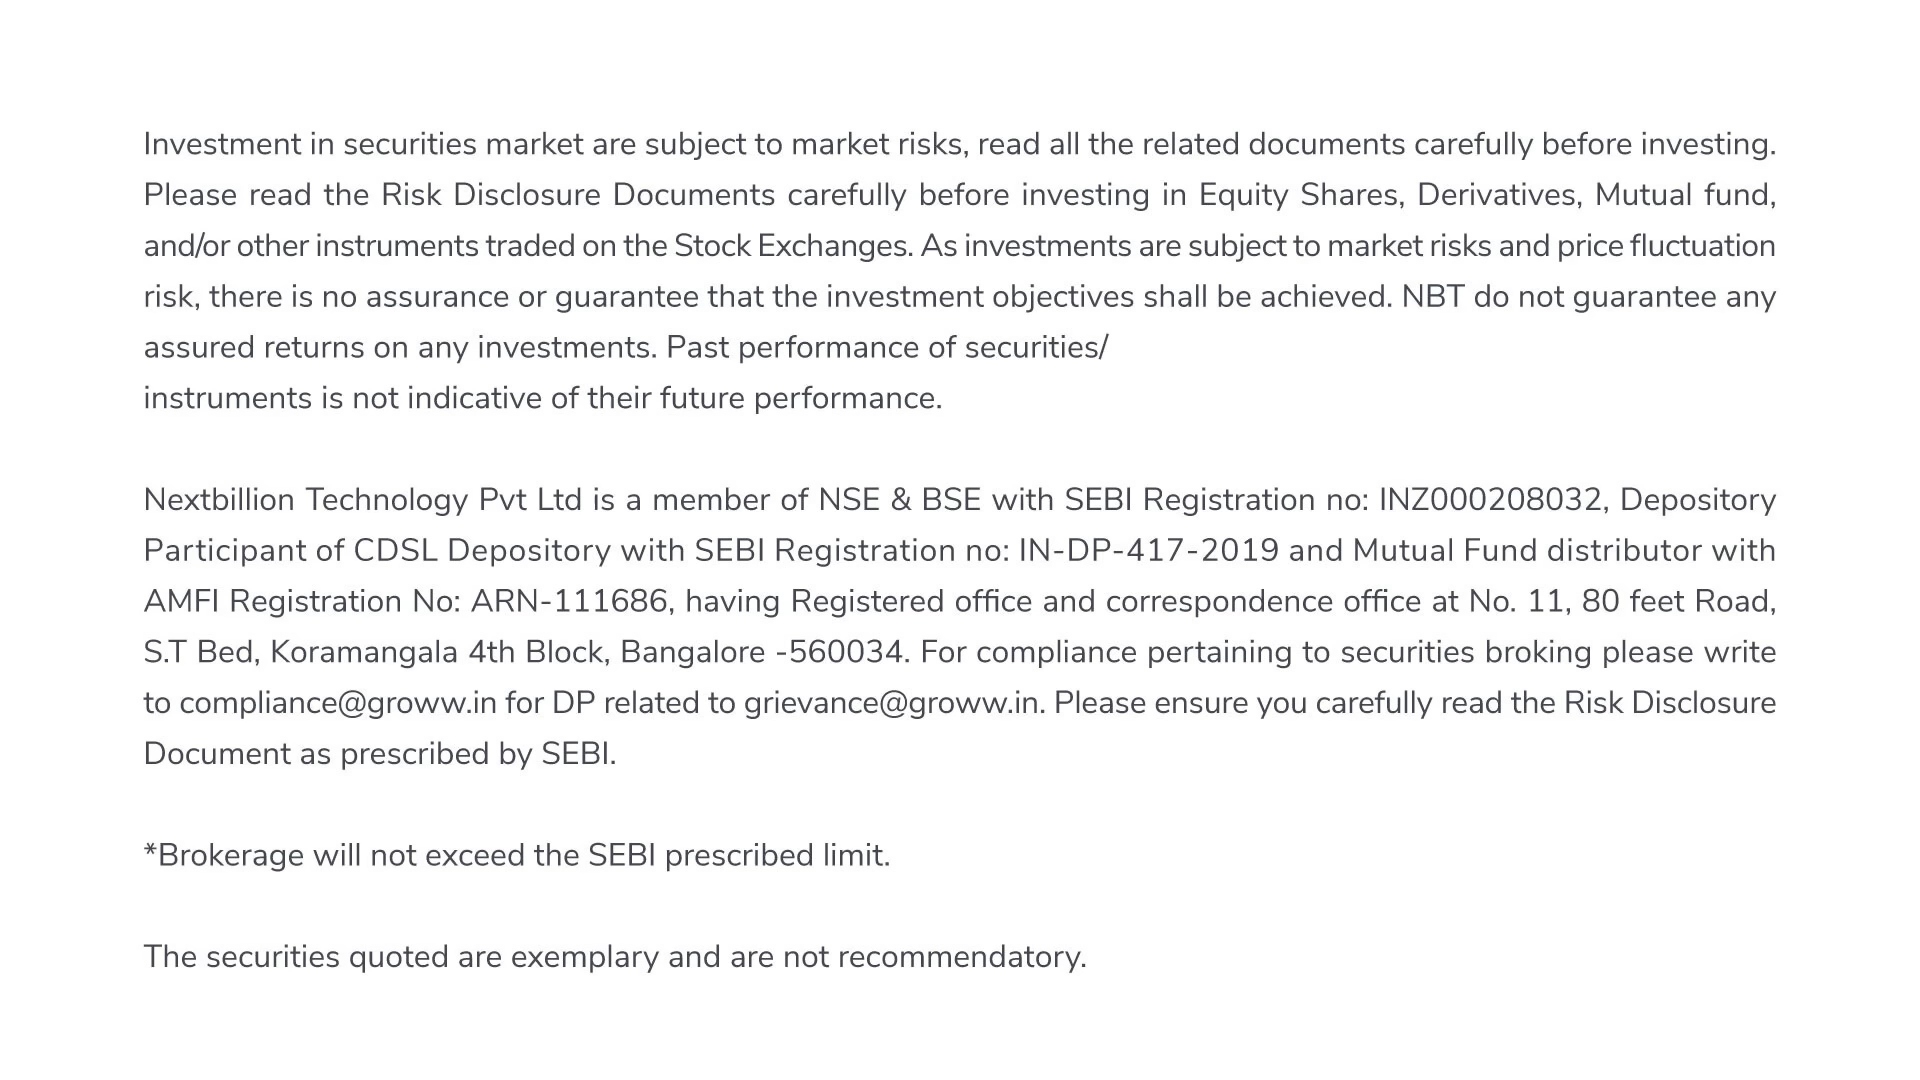 Investment in securities market are subject to market risks, read all the related documents carefully before investing.
Please read the Risk Disclosure Documents carefully before investing in Equity Shares, Derivatives, Mutual fund,
and/or other instruments traded on the Stock Exchanges. As investments are subject to market risks and price fluctuation
risk, there is no assurance or guarantee that the investment objectives shall be achieved. NBT do not guarantee any
assured returns on any investments. Past performance of securities/
instruments is not indicative of their future performance.
Nextbillion Technology Pvt Ltd is a member of NSE & BSE with SEBI Registration no: INZ000208032, Depository
Participant of CDSL Depository with SEBI Registration no: IN-DP-417-2019 and Mutual Fund distributor with
AMFI Registration No: ARN-111686, having Registered office and correspondence office at No. 11, 80 feet Road,
S.T Bed, Koramangala 4th Block, Bangalore -560034. For compliance pertaining to securities broking please write
to compliance@groww.in for DP related to grievance@groww.in. Please ensure you carefully read the Risk Disclosure
Document as prescribed by SEBI.
*Brokerage will not exceed the SEBI prescribed limit.
The securities quoted are exemplary and are not recommendatory.